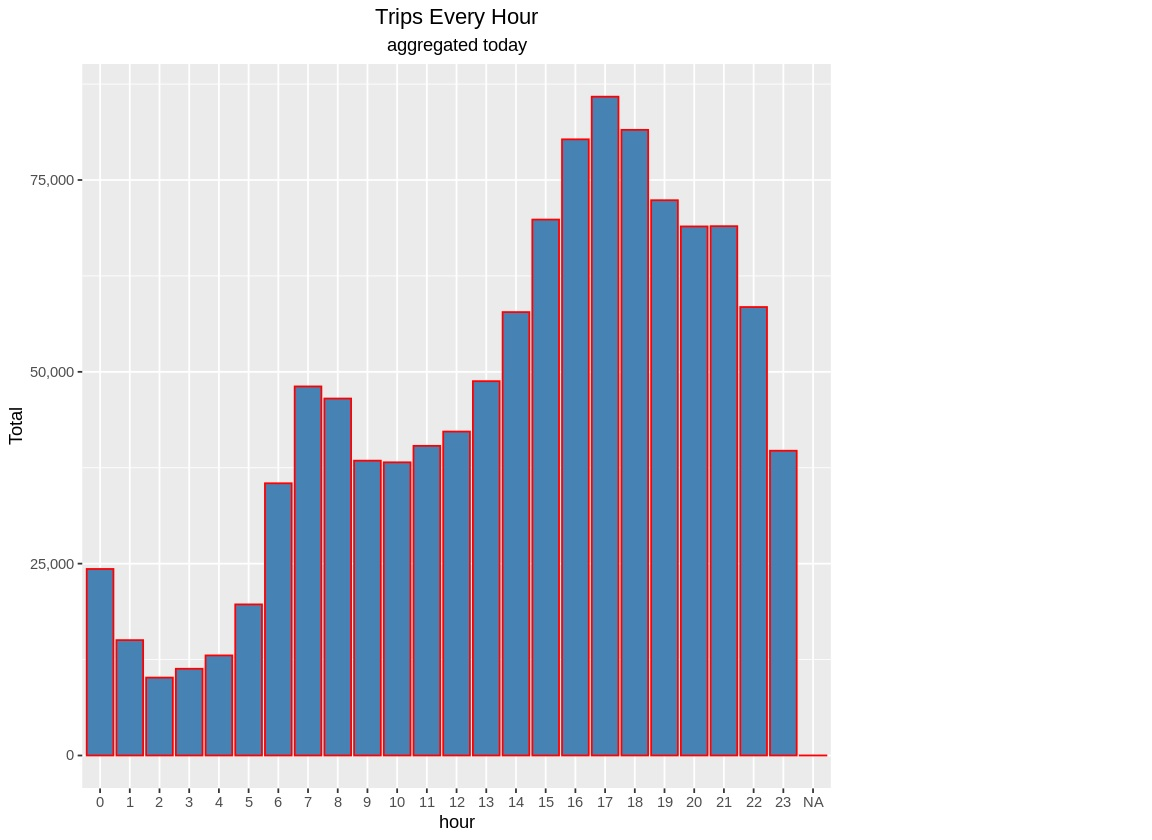 Trips Every Hour
aggregated today
Total
75,000
50,000
25,000
0
0 1 2 3 4 5 6 7 8 9 10 11 12 13 14 15 16 17 18 19 20 21 22 23 NA
hour